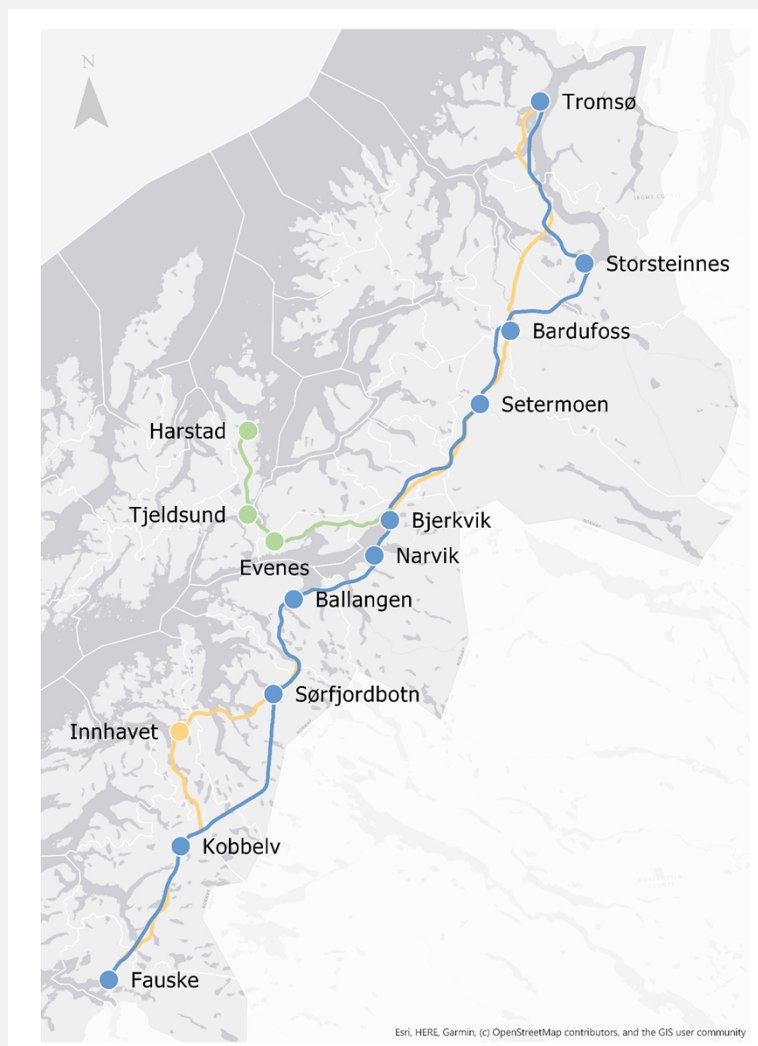 N
Tromsø
Storsteinnes
Bardufoss
Setermoen
Harstad
Tjeldsund
Bjerkvik
Evenes
Narvik
Ballangen
Sørfjordbotn
Innhavet
Kobbelv
Fauske
Esri, HERE, Garmin, (c) OpenStreetMap contributors, and the GIS user community